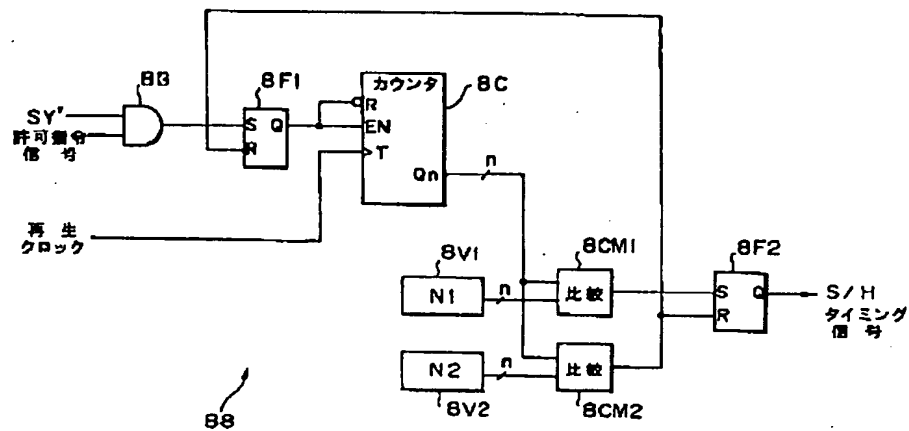 8B
8F1
カウンタ
8C
SY'
許可指令
信号
S Q
R
R
EN
T
Qn
n
再生
クロック
8V1
N1
n
8CM1
比較
8F2
S Q
R
S/H
タイミング
信号
N2
n
8V2
比較
8CM2
88